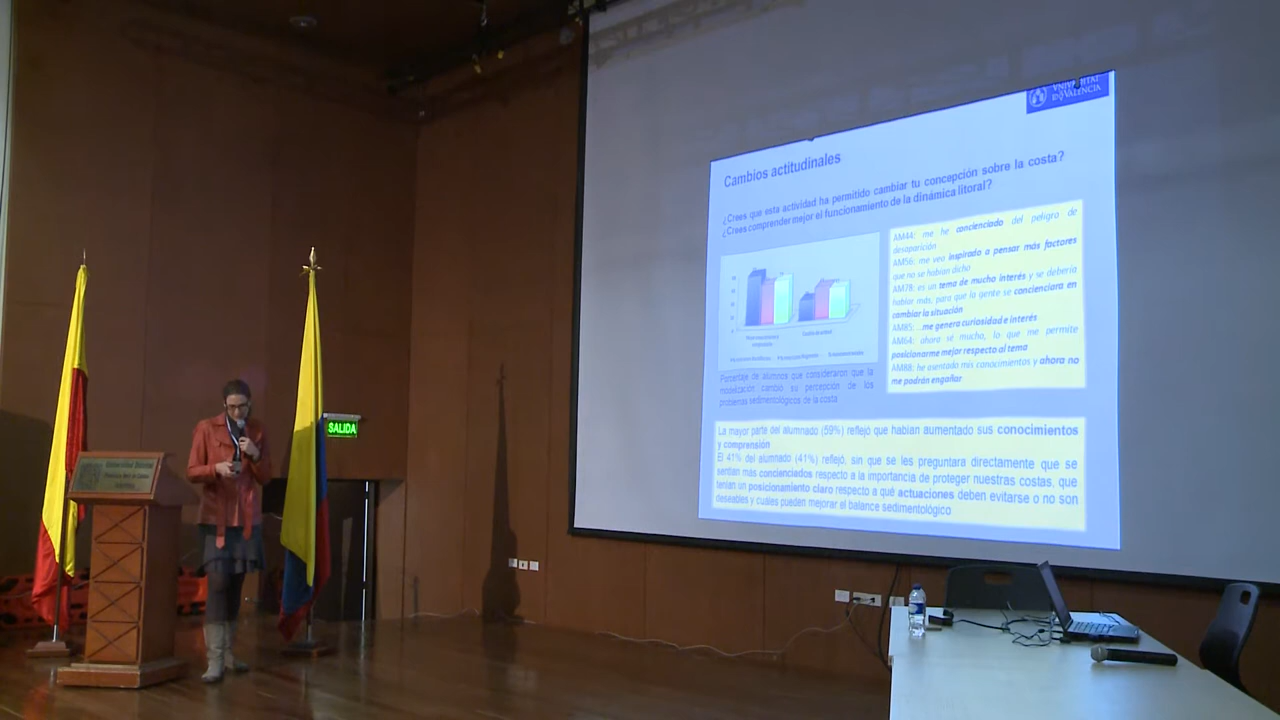 VNIVERSITAT
ID VALÈNCIA
Cambios actitudinales
¿Crees que esta actividad ha permitido cambiar tu concepción sobre la costa?
¿Crees comprender mejor el funcionamiento de la dinámica litoral?
AM44: me he concienciado del peligro de
desaparición
AM56: me veo inspirado a pensar más factores
que no se habían dicho
AM78: es un tema de mucho interés y se debería
hablar más, para que la gente se concienciara en
cambiar la situación
AM85: ...me genera curiosidad e interés
AM64: ahora sé mucho, lo que me permite
posicionarme mejor respecto al tema
AM88: he asentado mis conocimientos y ahora no
me podrán engañar
Porcentaje de alumnos que consideraron que la
modelización cambio su percepción de los
problemas sedimentológicos de la costa
La mayor parte del alumnado (59%) reflejó que habían aumentado sus conocimientos
y comprensión
El 41% del alumnado (41%) reflejó, sin que se les preguntara directamente que se
sentían más concienciados respecto a la importancia de proteger nuestras costas, que
tenían un posicionamiento claro respecto a qué actuaciones deben evitarse o no son
deseables y cuáles pueden mejorar el balance sedimentológico
SALIDA
Universidad Distrital